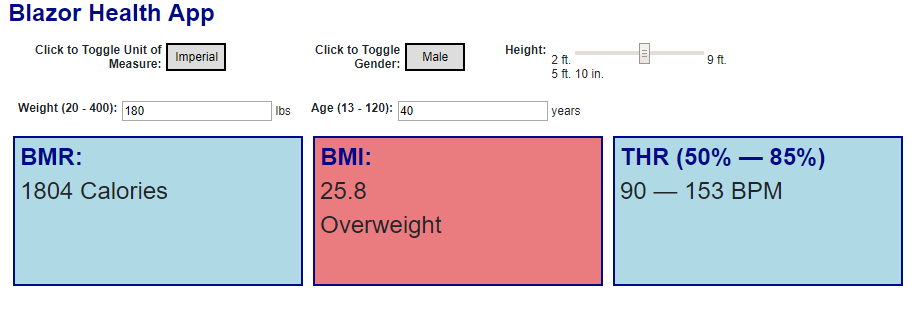 Blazor Health App
Click to Toggle Unit of
Measure:
Imperial
Click to Toggle
Gender:
Male
Height:
2 ft.
9 ft.
5 ft. 10 in.
Weight (20 - 400): 180 lbs
Age (13 - 120): 40 years
BMR:
1804 Calories
BMI:
25.8
Overweight
THR (50% — 85%)
90 — 153 BPM